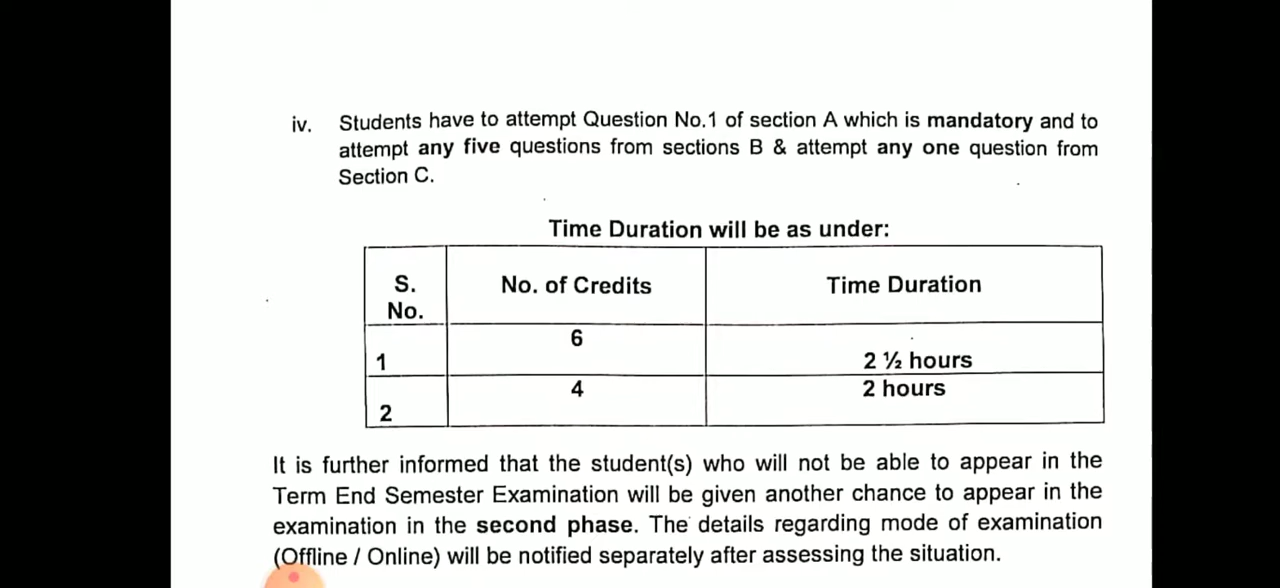 iv. Students have to attempt Question No.1 of section A which is mandatory and to
attempt any five questions from sections B & attempt any one question from
Section C.
Time Duration will be as under:
S. No. of Credits Time Duration
No.
6
1 2 ½ hours
4 2 hours
2
It is further informed that the student(s) who will not be able to appear in the
Term End Semester Examination will be given another chance to appear in the
examination in the second phase. The details regarding mode of examination
(Offline / Online) will be notified separately after assessing the situation.